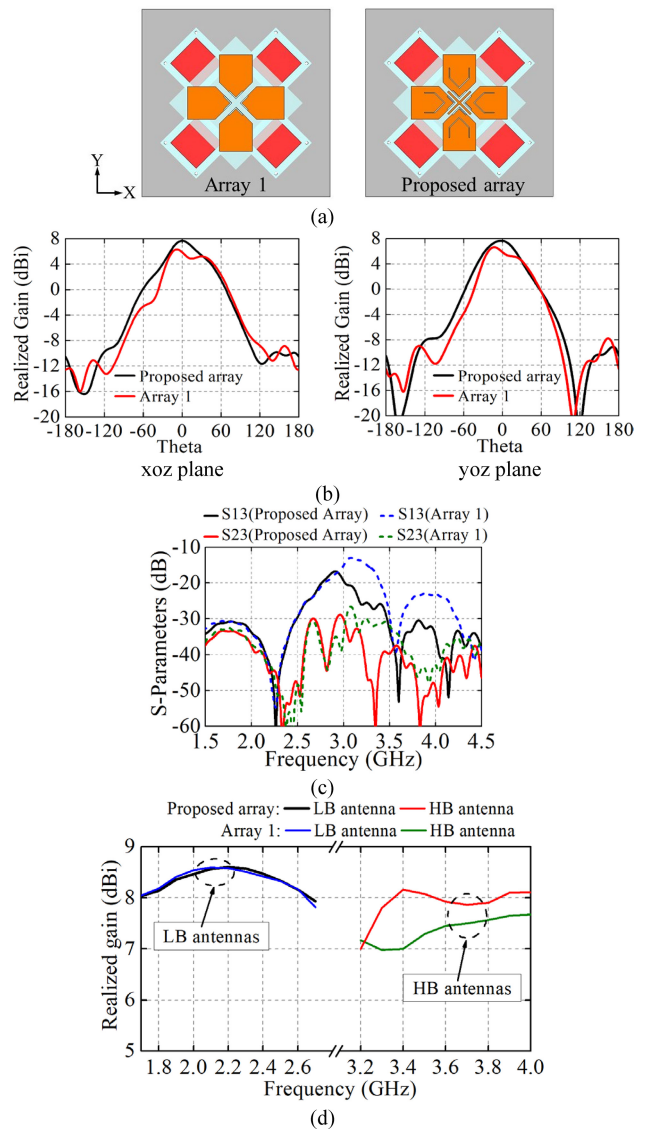 Y
X
Array 1
Proposed array
(a)
Realized Gain (dBi)
8
4
0
-4
-8
-12
-16
-20
Proposed array
Array 1
-180 -120 -60 0 60 120 180
Theta
xoz plane
Realized Gain (dBi)
8
4
0
-4
-8
-12
-16
-20
Proposed array
Array 1
-180 -120 -60 0 60 120 180
Theta
yoz plane
(b)
S13(Proposed Array) S13(Array 1)
S23(Proposed Array) S23(Array 1)
S-Parameters (dB)
-10
-20
-30
-40
-50
-60
1.5 2.0 2.5 3.0 3.5 4.0 4.5
Frequency (GHz)
(c)
Proposed array: LB antenna HB antenna
Array 1: LB antenna HB antenna
Realized gain (dBi)
9
8
7
6
5
LB antennas
HB antennas
1.8 2.0 2.2 2.4 2.6 3.2 3.4 3.6 3.8 4.0
Frequency (GHz)
(d)